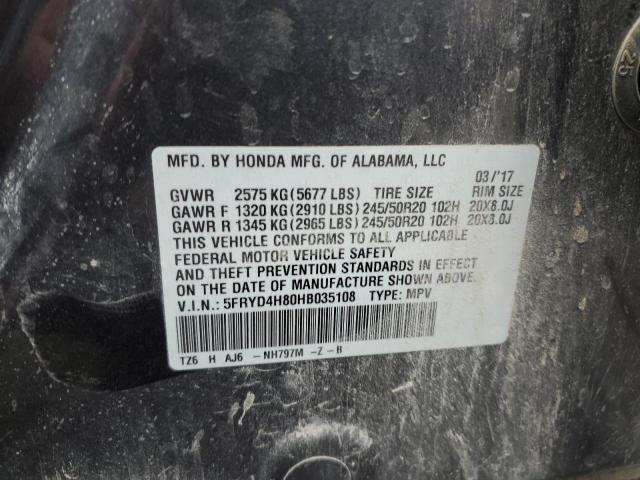 25
MFD. BY HONDA MFG. OF ALABAMA, LLC
03/'17
GVWR 2575 KG (5677 LBS) TIRE SIZE RIM SIZE
GAWR F 1320 KG (2910 LBS) 245/50R20 102H 20X8.0J
GAWR R 1345 KG (2965 LBS) 245/50R20 102H 20X8.0J
THIS VEHICLE CONFORMS TO ALL APPLICABLE
FEDERAL MOTOR VEHICLE SAFETY
AND THEFT PREVENTION STANDARDS IN EFFECT
ON THE DATE OF MANUFACTURE SHOWN ABOVE.
V.I.N.: 5FRYD4H80HB035108 TYPE: MPV
TZ6 H AJ6 -NH797M -Z -B